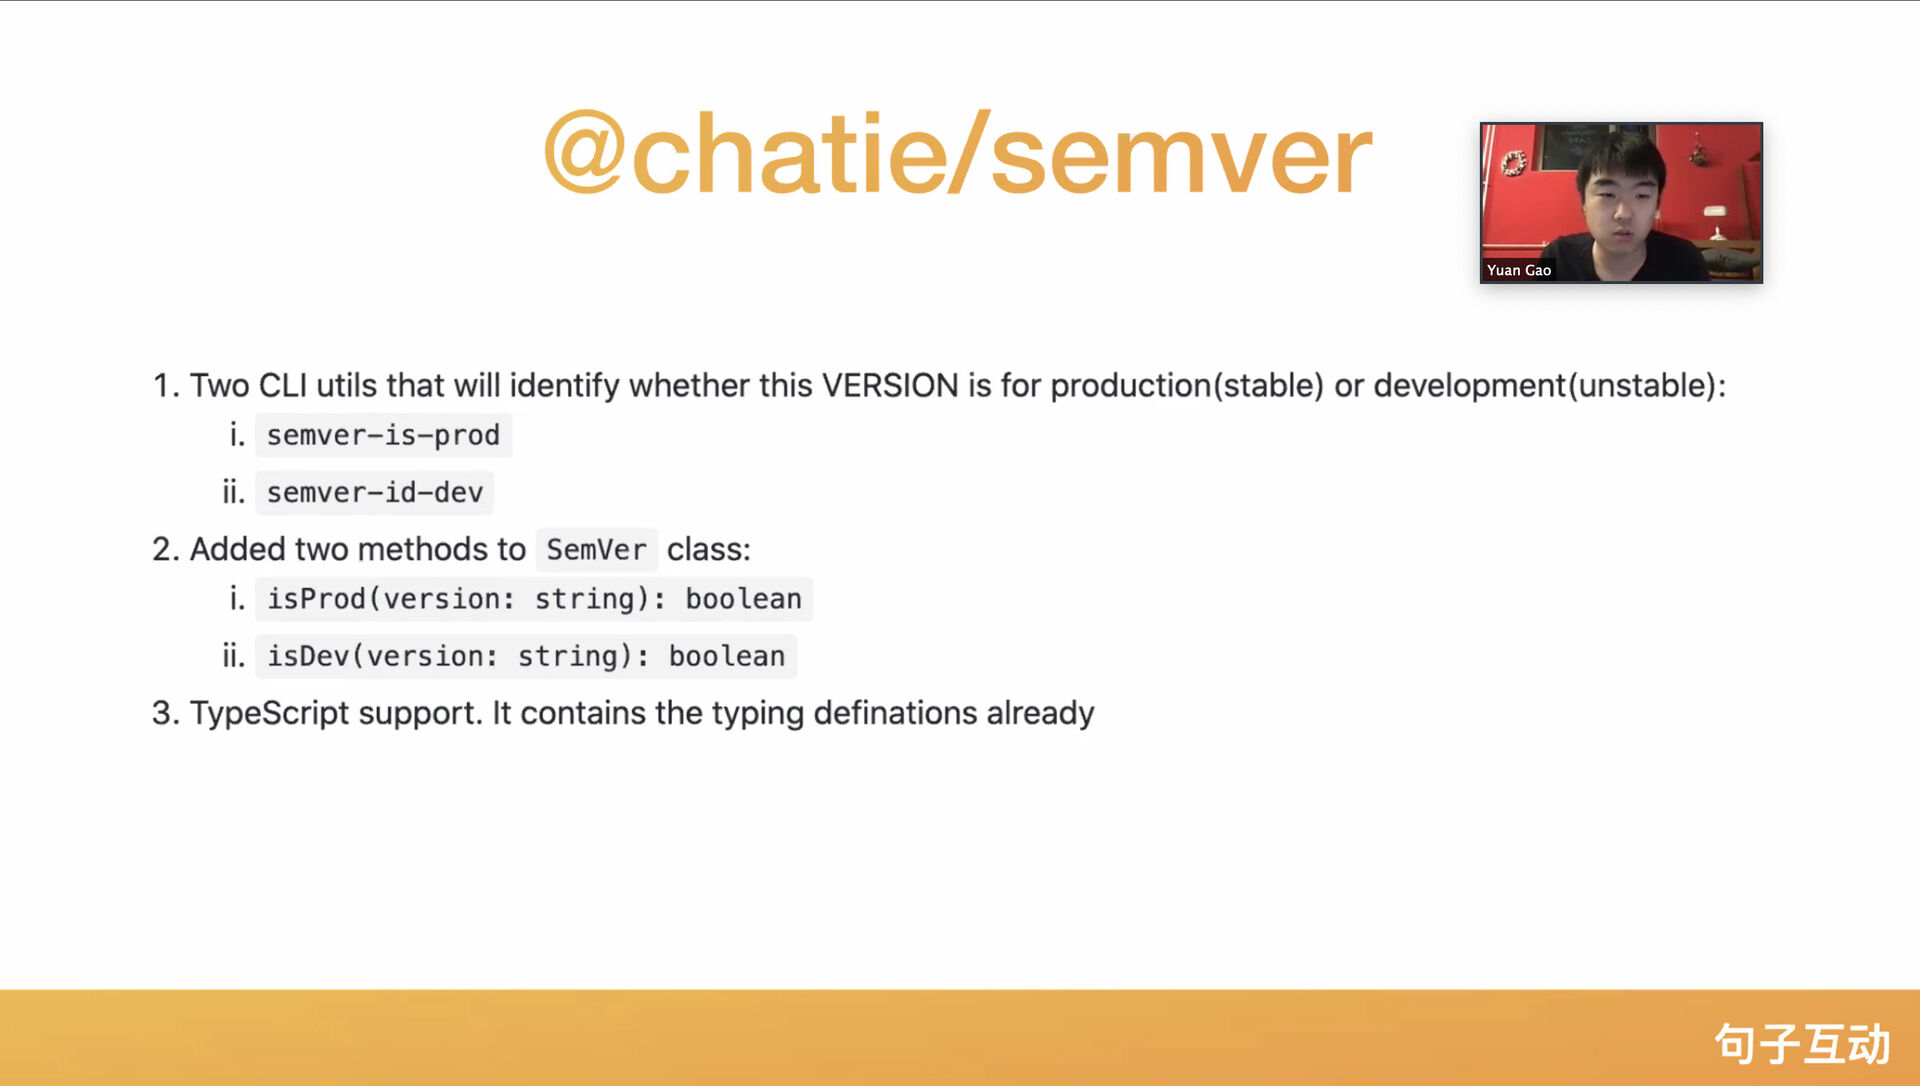 @chatie/semver
Yuan Gao
1. Two CLI utils that will identify whether this VERSION is for production(stable) or development(unstable):
i. semver-is-prod
ii. semver-id-dev
2. Added two methods to SemVer class:
i. isProd(version: string): boolean
ii. isDev(version: string): boolean
3. TypeScript support. It contains the typing definations already
句子互动